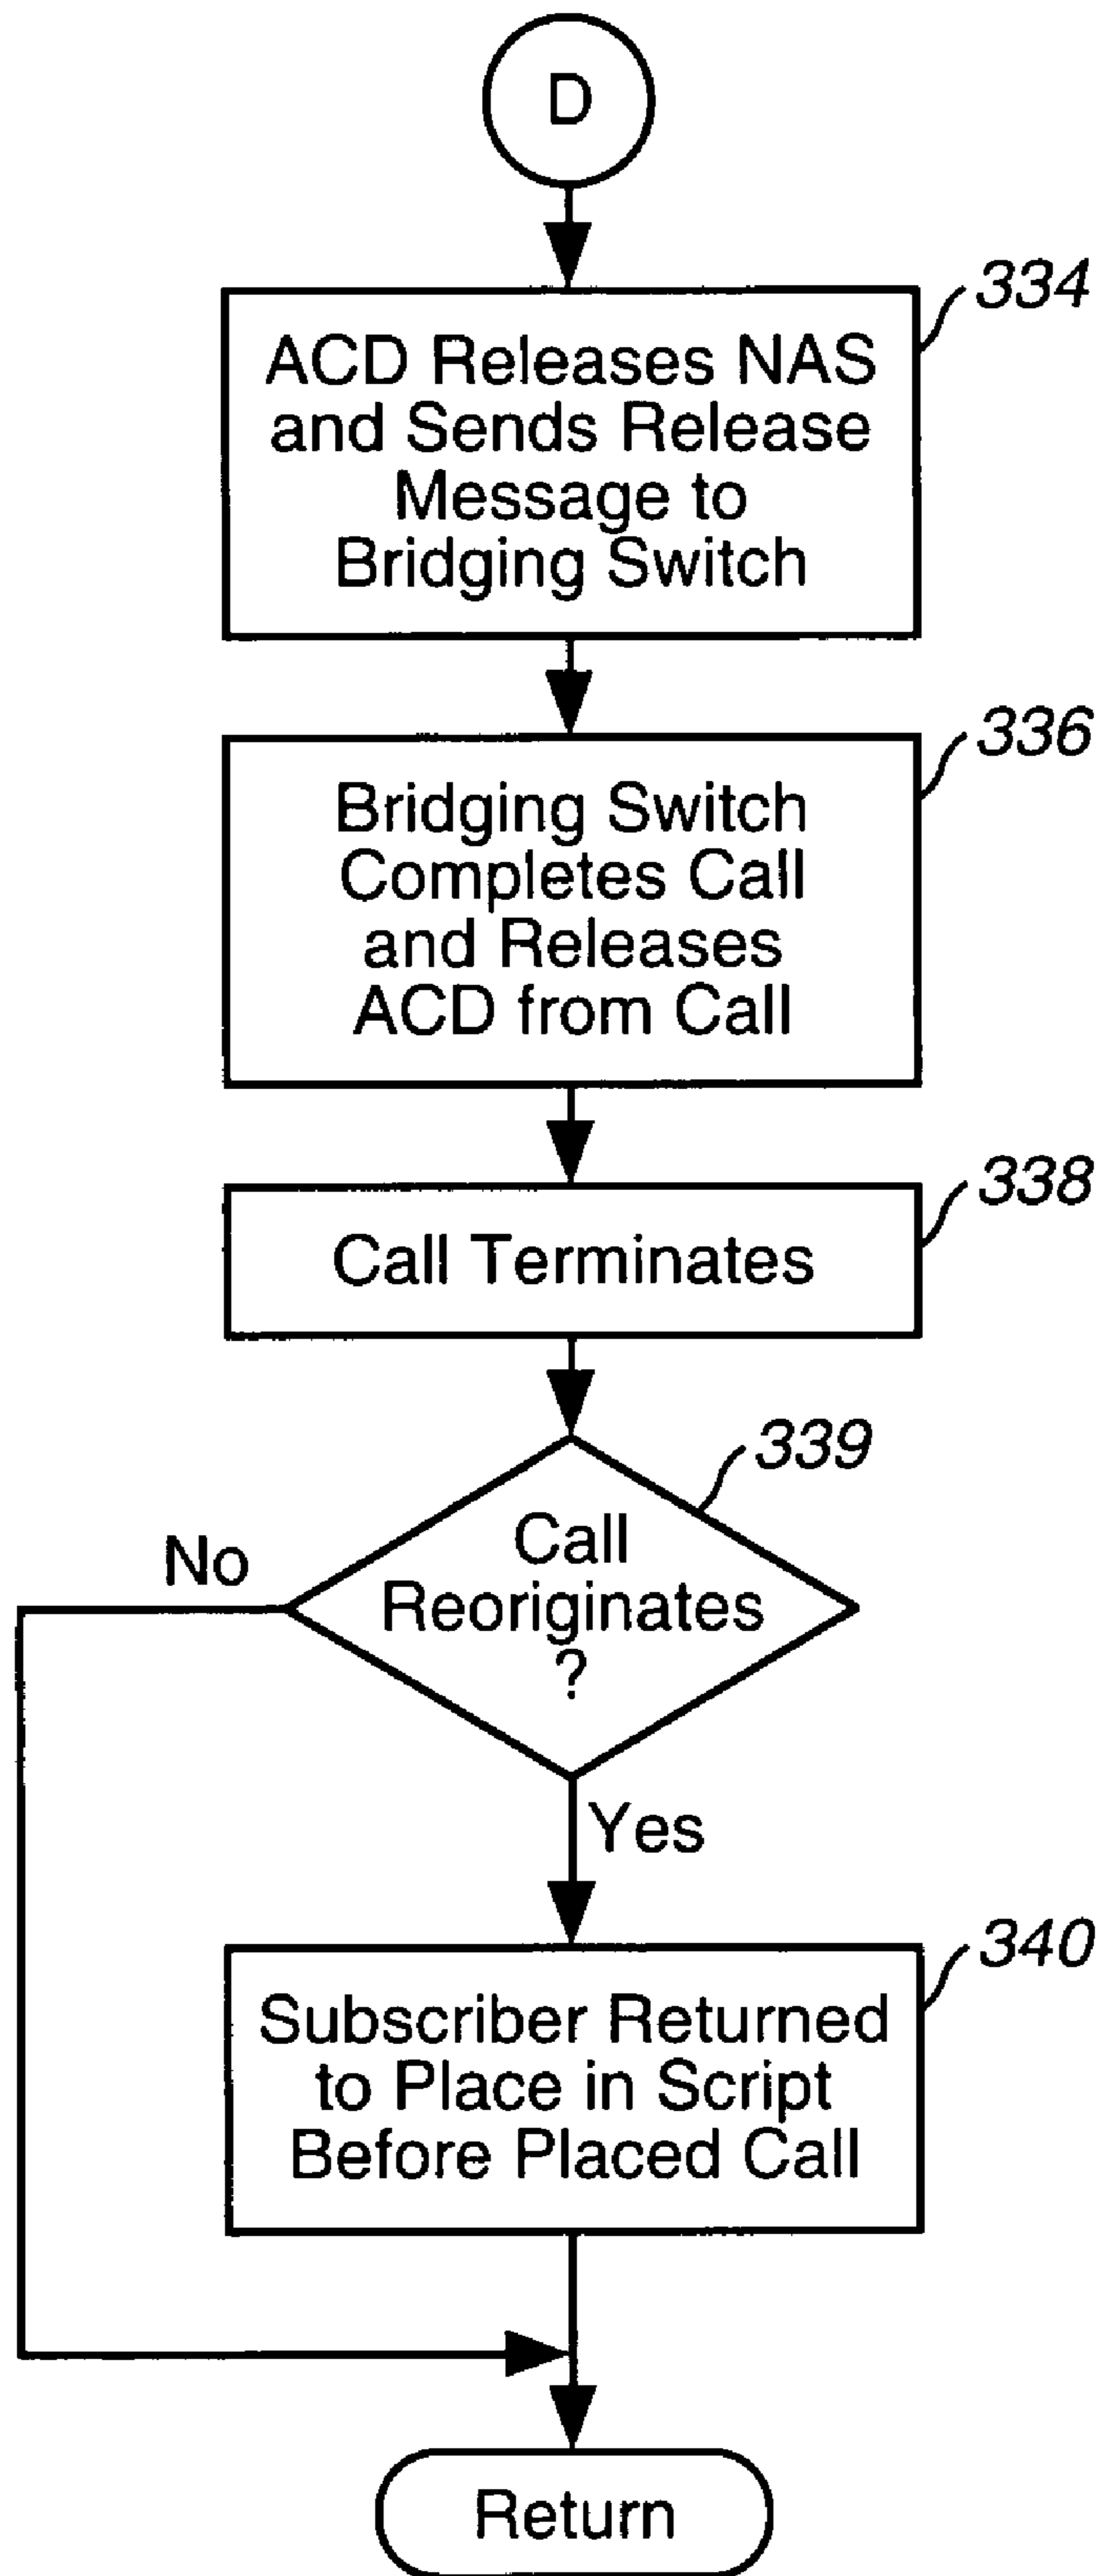 D
334
ACD Releases NAS
and Sends Release
Message to
Bridging Switch
336
Bridging Switch
Completes Call
and Releases
ACD from Call
338
Call Terminates
339
Call
Reoriginates
?
No
Yes
340
Subscriber Returned
to Place in Script
Before Placed Call
Return